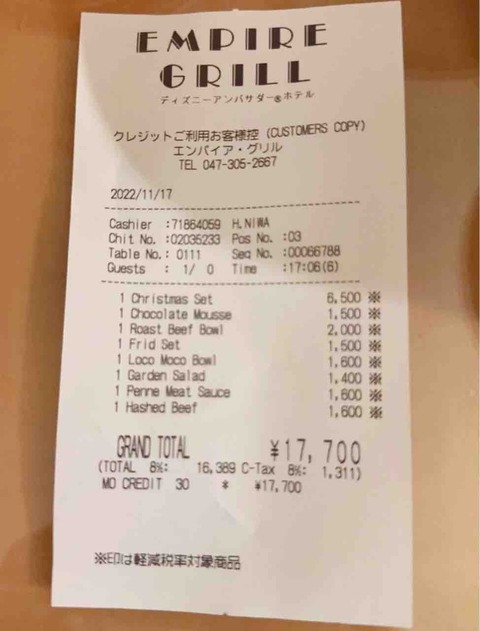 EMPIRE
GRILL
ディズニーアンバサダー®ホテル
クレジットご利用お客様控 (CUSTOMERS COPY)
エンパイア・グリル
TEL 047-305-2667
2022/11/17
Cashier :71864059 H.NIWA
Chit No. :02035233 Pos No. :03
Table No.: 0111 Seq No. :00066788
Guests : 1/ 0 Time :17:06(6)
1 Christmas Set 6,500 ※
1 Chocolate Mousse 1,500 ※
1 Roast Beef Bowl 2,000 ※
1 Frid Set 1,500 ※
1 Loco Moco Bowl 1,600 ※
1 Garden Salad 1,400 ※
1 Penne Meat Sauce 1,600 ※
1 Hashed Beef 1,600 ※
GRAND TOTAL ¥17,700
(TOTAL 8%: 16,389 C-Tax 8%: 1,311)
MO CREDIT 30 * ¥17,700
※印は軽減税率対象商品